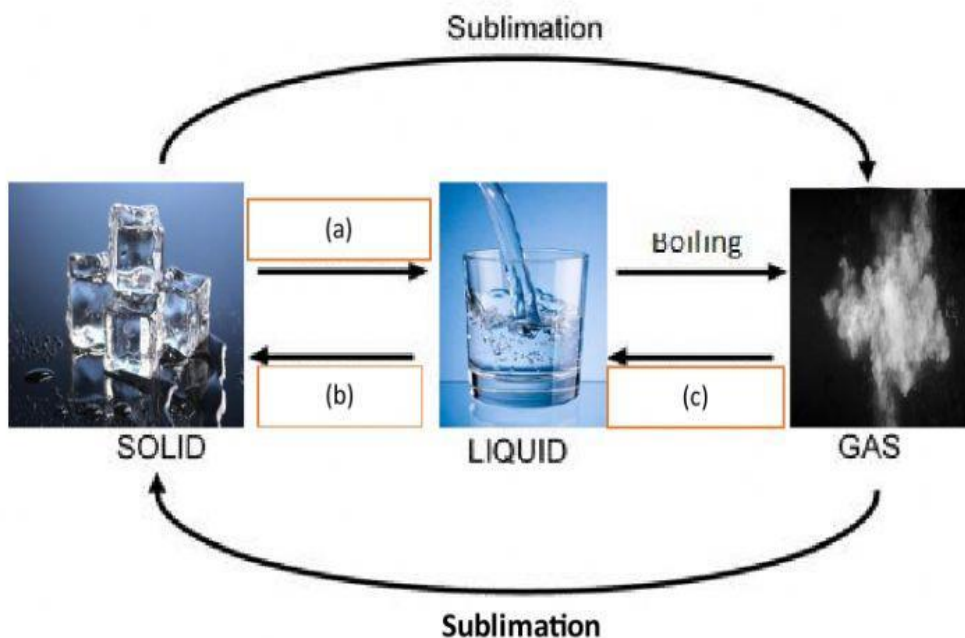 Sublimation
(a)
Boiling
(b)
(c)
SOLID
LIQUID
GAS
Sublimation